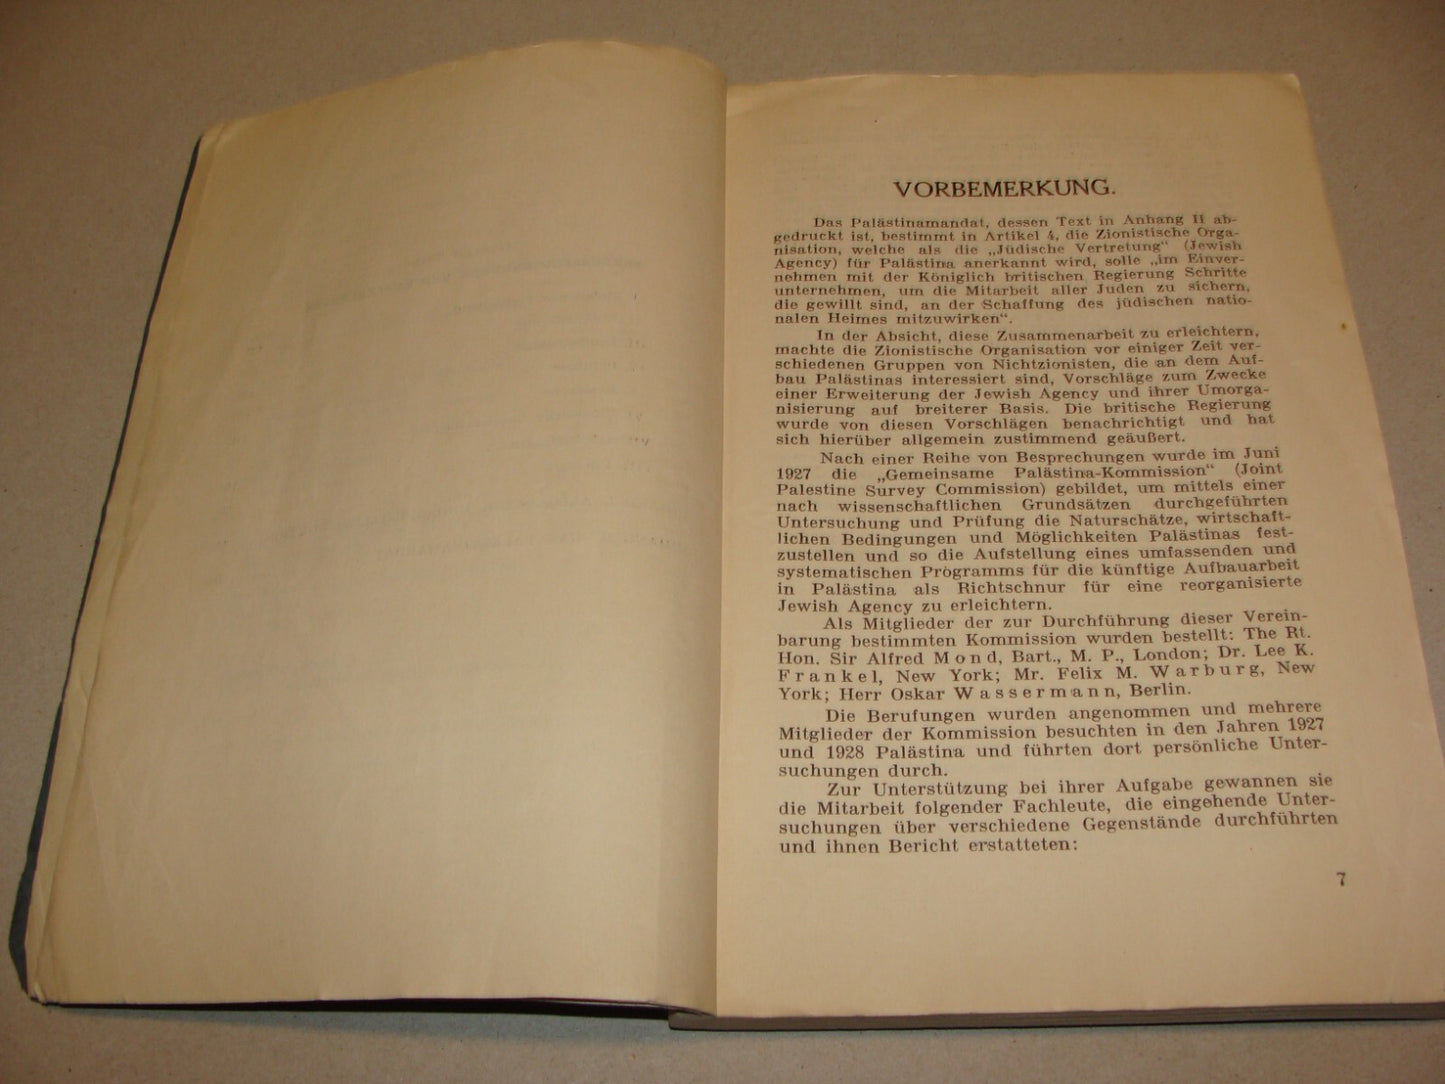 VORBEMERKUNG.
Das Palästinamandat, dessen Text in Anhang II ab-
gedruckt ist, bestimmt in Artikel 4, die Zionistische Orga-
nisation, welche als die „Jüdische Vertretung“ (Jewish
Agency) für Palästina anerkannt wird, solle „im Einver-
nehmen mit der Königlich britischen Regierung Schritte
unternehmen, um die Mitarbeit aller Juden zu sichern,
die gewillt sind, an der Schaffung des jüdischen natio-
nalen Heimes mitzuwirken“.
In der Absicht, diese Zusammenarbeit zu erleichtern,
machte die Zionistische Organisation vor einiger Zeit ver-
schiedenen Gruppen von Nichtzionisten, die an dem Auf-
bau Palästinas interessiert sind, Vorschläge zum Zwecke
einer Erweiterung der Jewish Agency und ihrer Umorga-
nisierung auf breiterer Basis. Die britische Regierung
wurde von diesen Vorschlägen benachrichtigt und hat
sich hierüber allgemein zustimmend geäußert.
Nach einer Reihe von Besprechungen wurde im Juni
1927 die „Gemeinsame Palästina-Kommission“ (Joint
Palestine Survey Commission) gebildet, um mittels einer
nach wissenschaftlichen Grundsätzen durchgeführten
Untersuchung und Prüfung die Naturschätze, wirtschaft-
lichen Bedingungen und Möglichkeiten Palästinas fest-
zustellen und so die Aufstellung eines umfassenden und
systematischen Programms für die künftige Aufbauarbeit
in Palästina als Richtschnur für eine reorganisierte
Jewish Agency zu erleichtern.
Als Mitglieder der zur Durchführung dieser Verein-
barung bestimmten Kommission wurden bestellt: The Rt.
Hon. Sir Alfred Mond, Bart., M. P., London; Dr. Lee K.
Frankel, New York; Mr. Felix M. Warburg, New
York; Herr Oskar Wassermann, Berlin.
Die Berufungen wurden angenommen und mehrere
Mitglieder der Kommission besuchten in den Jahren 1927
und 1928 Palästina und führten dort persönliche Unter-
suchungen durch.
Zur Unterstützung bei ihrer Aufgabe gewannen sie
die Mitarbeit folgender Fachleute, die eingehende Unter-
suchungen über verschiedene Gegenstände durchführten
und ihnen Bericht erstatteten:
7